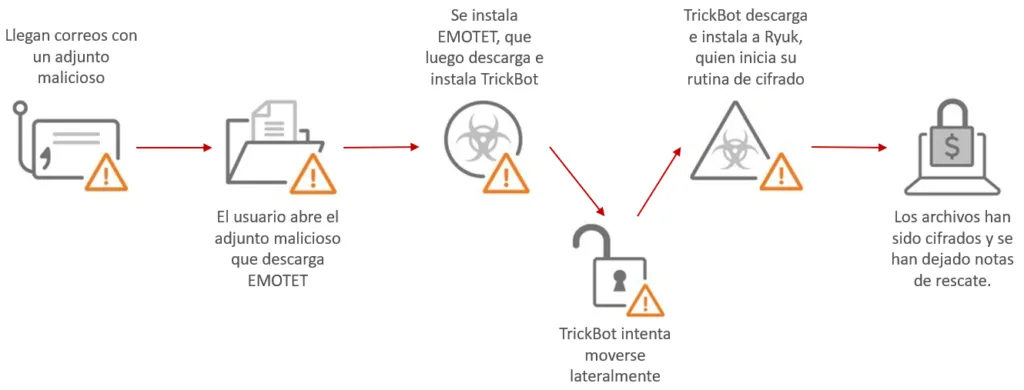 Llegan correos con
un adjunto
malicioso
El usuario abre el
adjunto malicioso
que descarga
EMOTET
Se instala
EMOTET, que
luego descarga e
instala TrickBot
TrickBot intenta
moverse
lateralmente
TrickBot descarga
e instala a Ryuk,
quien inicia su
rutina de cifrado
$
Los archivos han
sido cifrados y se
han dejado notas
de rescate.